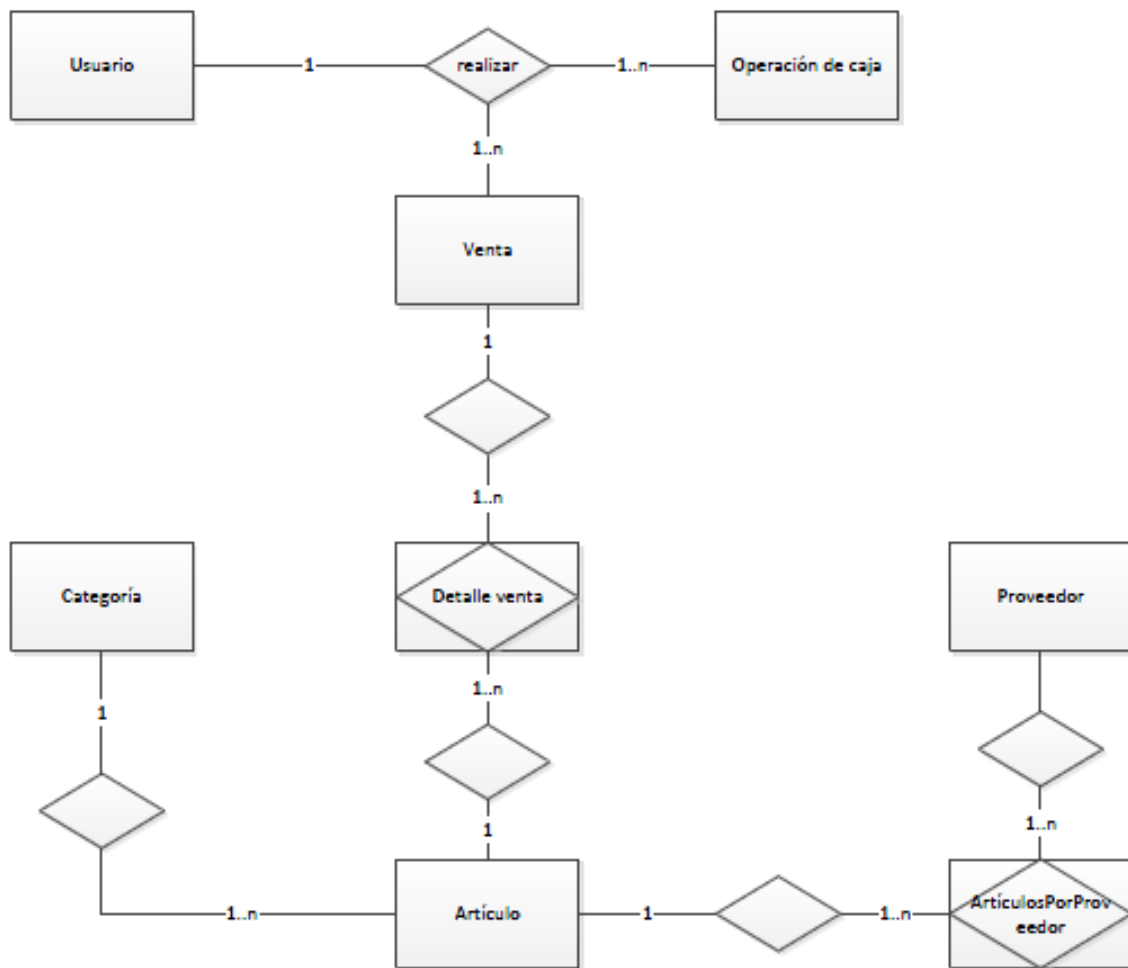 Usuario
1
realizar
1..n
Operación de caja
1..n
Venta
1
1..n
Categoría
Detalle venta
Proveedor
1..n
1
1..n
1
ArtículosPorProv
eedor
1..n
Artículo
1
1..n